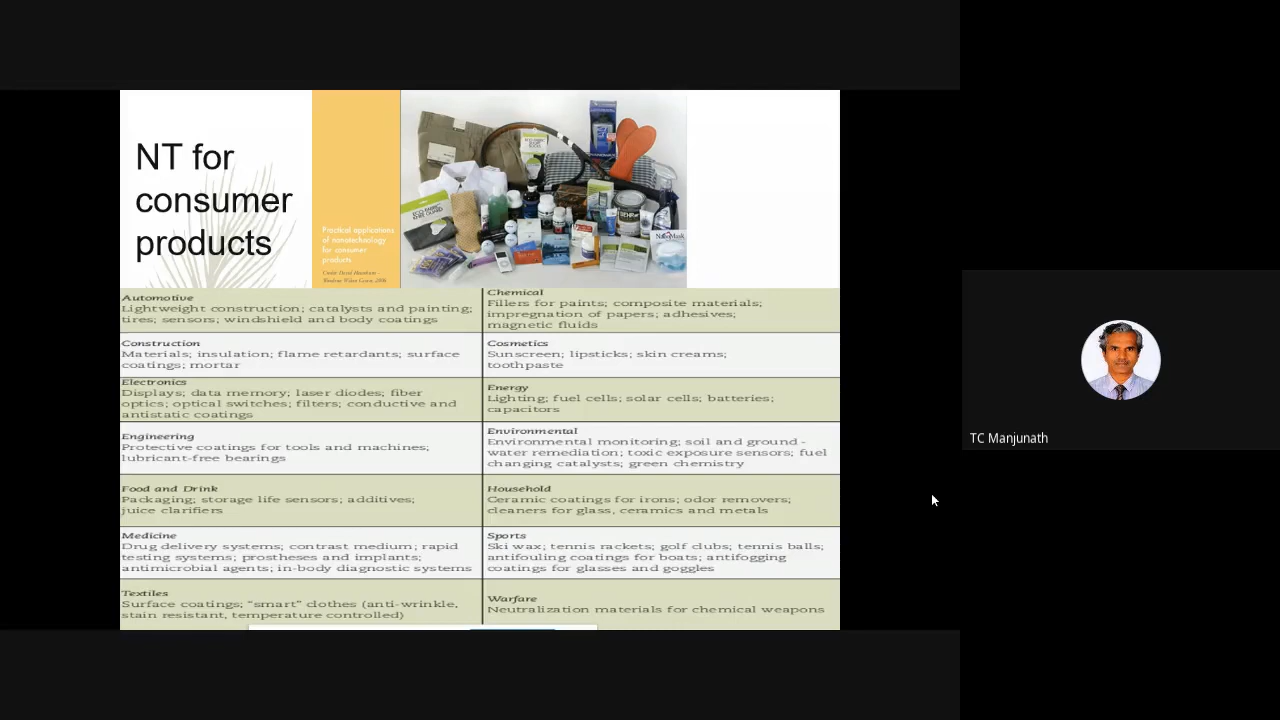 NT for
consumer
products
Practical applications
of nanotechnology
for consumer
products
ECO-FABRIC
NanoMask
BEHR
Automotive
Lightweight construction; catalysts and painting;
tires; sensors; windshield and body coatings
Chemical
Fillers for paints; composite materials;
impregnation of papers; adhesives;
magnetic fluids
Construction
Materials; insulation; flame retardants; surface
coatings; mortar
Cosmetics
Sunscreen; lipsticks; skin creams;
toothpaste
Electronics
Displays; data memory; laser diodes; fiber
optics; optical switches; filters; conductive and
antistatic coatings
Energy
Lighting; fuel cells; solar cells; batteries;
capacitors
Engineering
Protective coatings for tools and machines;
lubricant-free bearings
Environmental
Environmental monitoring; soil and ground -
water remediation; toxic exposure sensors; fuel
changing catalysts; green chemistry
Food and Drink
Packaging; storage life sensors; additives;
juice clarifiers
Household
Ceramic coatings for irons; odor removers;
cleaners for glass, ceramics and metals
Medicine
Drug delivery systems; contrast medium; rapid
testing systems; prostheses and implants;
antimicrobial agents; in-body diagnostic systems
Sports
Ski wax; tennis rackets; golf clubs; tennis balls;
antifouling coatings for boats; antifogging
coatings for glasses and goggles
Textiles
Surface coatings; “smart” clothes (anti-wrinkle,
stain resistant, temperature controlled)
Warfare
Neutralization materials for chemical weapons
TC Manjunath